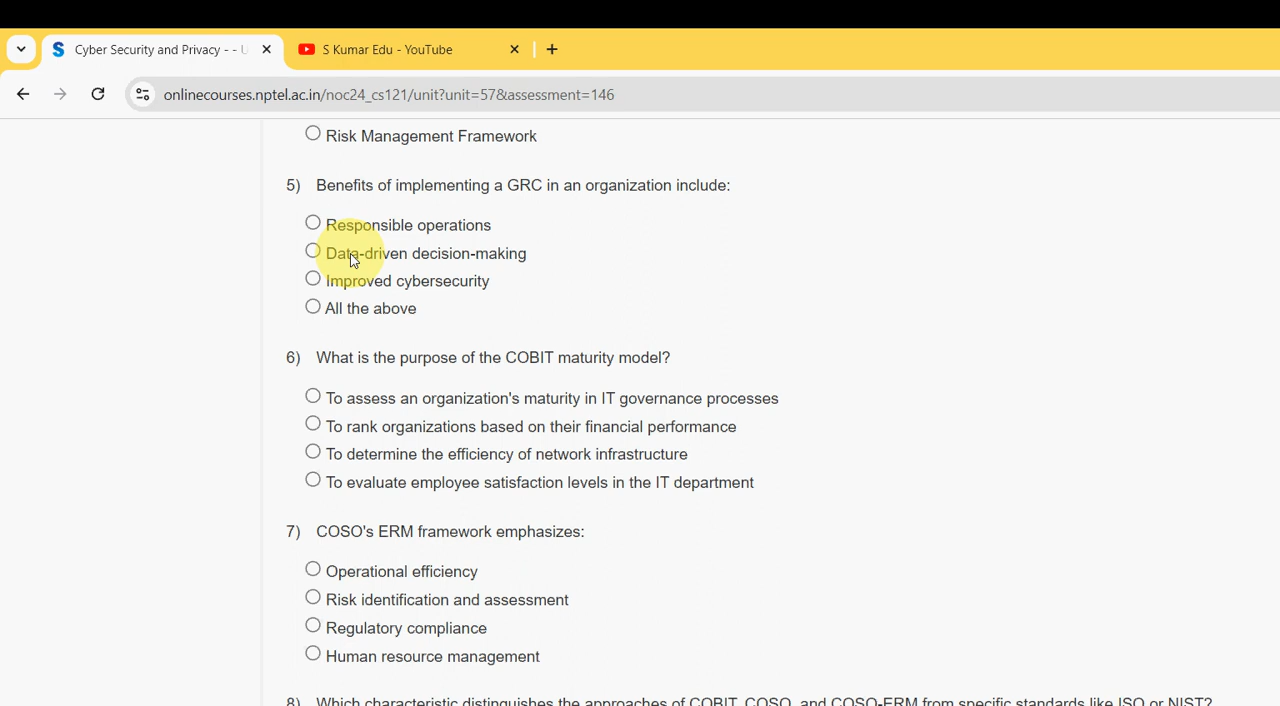 Cyber Security and Privacy - - U
S Kumar Edu - YouTube
onlinecourses.nptel.ac.in/noc24_cs121/unit?unit=57&assessment=146
Risk Management Framework
5) Benefits of implementing a GRC in an organization include:
Responsible operations
Data-driven decision-making
Improved cybersecurity
All the above
6) What is the purpose of the COBIT maturity model?
To assess an organization's maturity in IT governance processes
To rank organizations based on their financial performance
To determine the efficiency of network infrastructure
To evaluate employee satisfaction levels in the IT department
7) COSO's ERM framework emphasizes:
Operational efficiency
Risk identification and assessment
Regulatory compliance
Human resource management
8) Which characteristic distinguishes the approaches of COBIT, COSO, and COSO-ERM from specific standards like ISO or NIST?